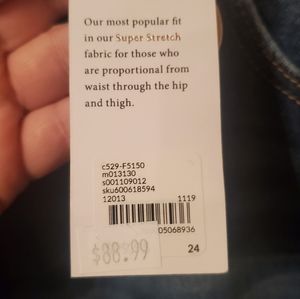 Our most popular fit
in our Super Stretch
fabric for those who
are proportional from
waist through the hip
and thigh.
c529-F5150
m013130
s001109012
sku600618594
12013 1119
05068936
$88.99
24